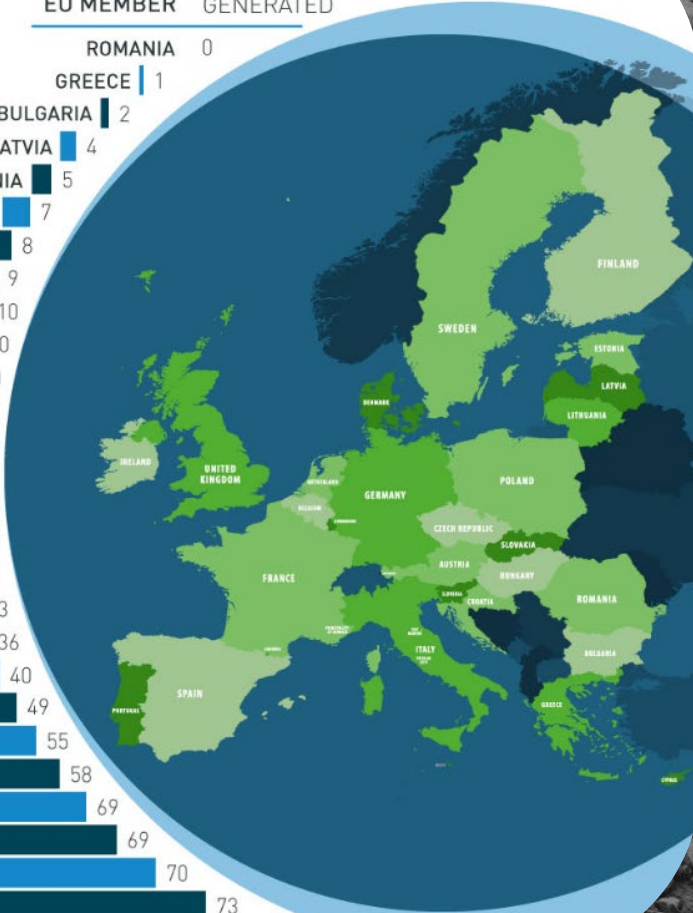 EU MEMBER GENERATED
ROMANIA 0
GREECE 1
BULGARIA 2
ATVIA 4
NIA 5
7
8
9
10
0
3
36
40
49
55
58
69
69
70
73
FINLAND
SWEDEN
ESTONIA
LATVIA
LITHUANIA
DENMARK
IRELAND
UNITED
KINGDOM
NETHERLANDS
BELGIUM
GERMANY
POLAND
CZECH REPUBLIC
SLOVAKIA
AUSTRIA
HUNGARY
FRANCE
SLOVENIA
CROATIA
ROMANIA
ITALY
BULGARIA
SPAIN
PORTUGAL
GREECE
CYPRUS